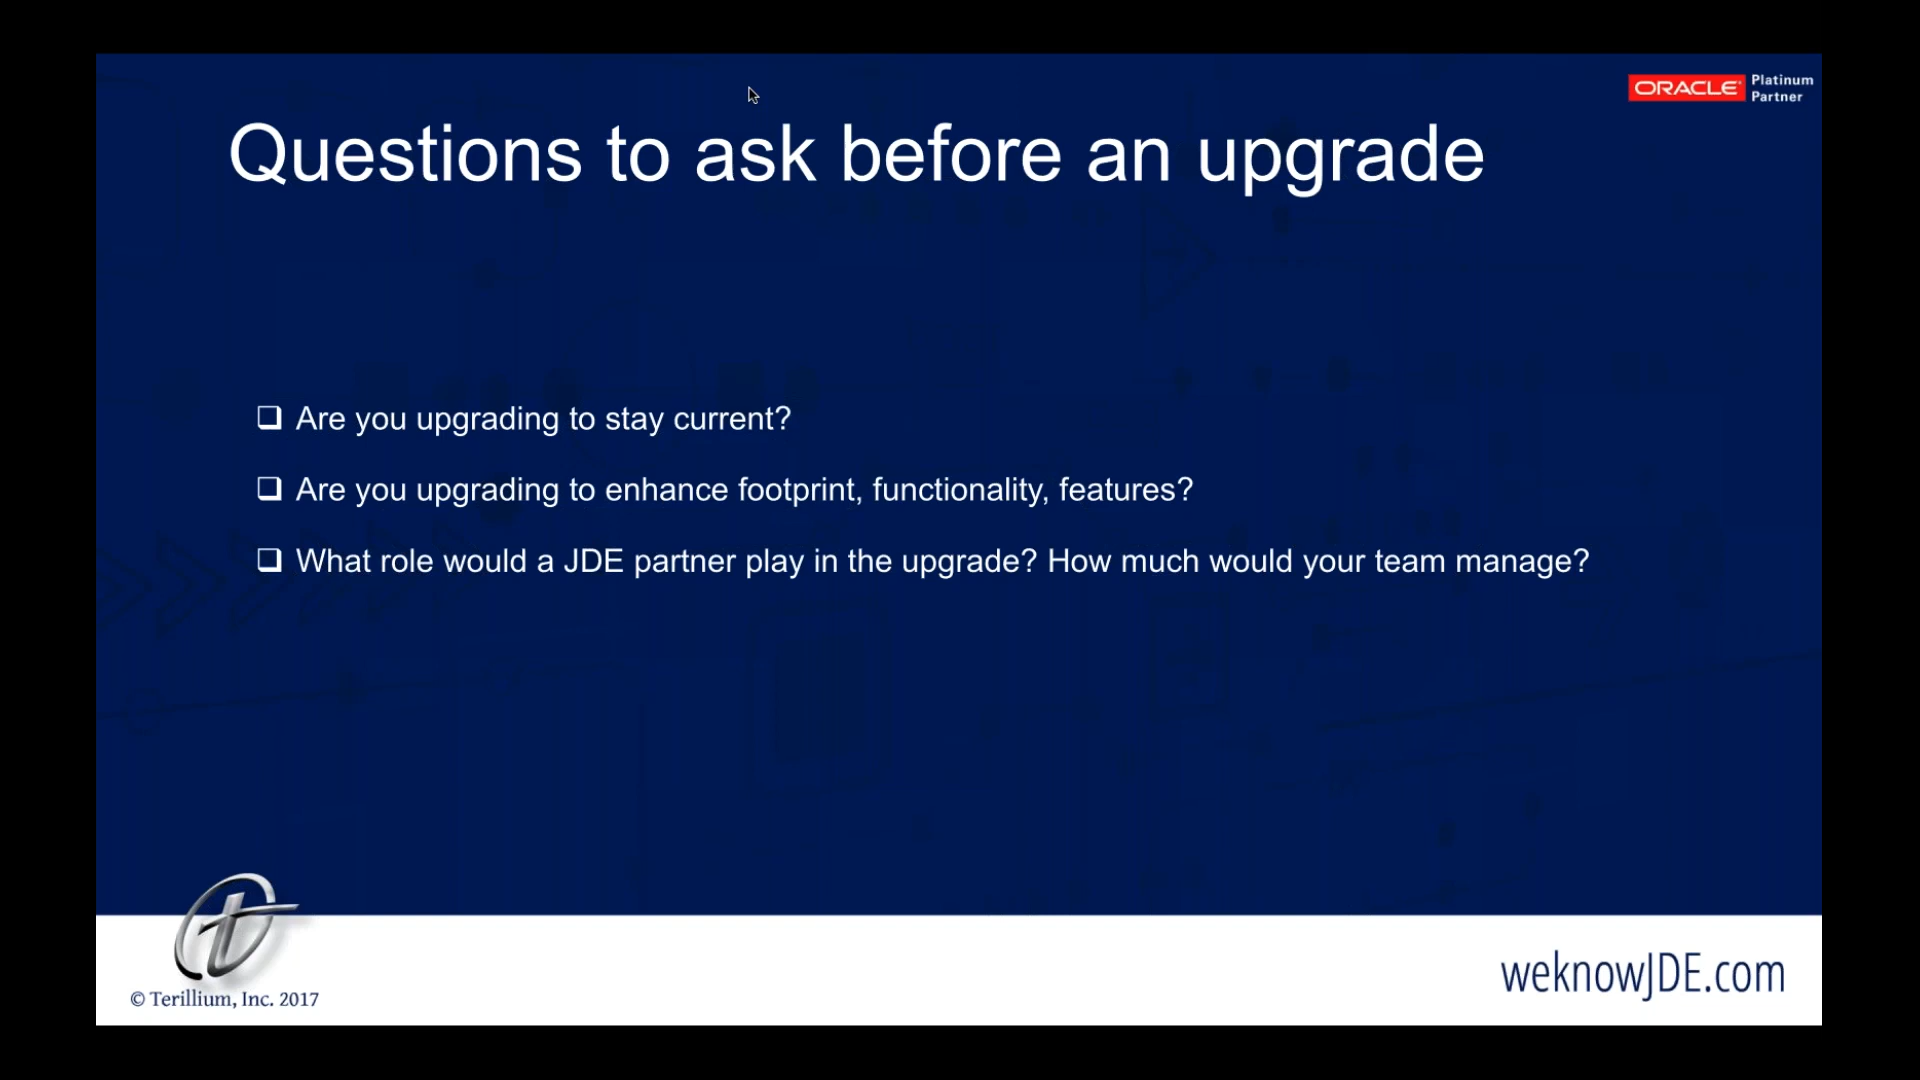 ORACLE Platinum
Partner
Questions to ask before an upgrade
❑ Are you upgrading to stay current?
❑ Are you upgrading to enhance footprint, functionality, features?
❑ What role would a JDE partner play in the upgrade? How much would your team manage?
© Terillium, Inc. 2017
weknowJDE.com